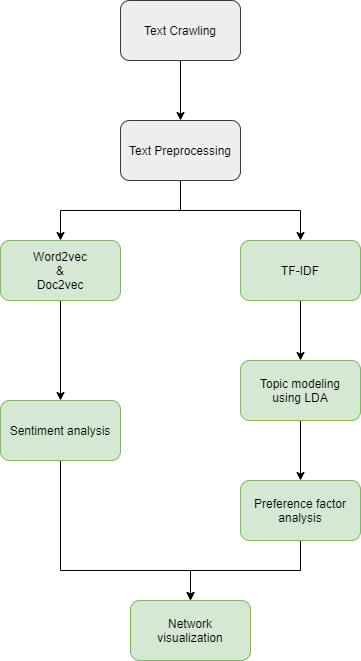 Text Crawling
Text Preprocessing
Word2vec
&
Doc2vec
TF-IDF
Topic modeling
using LDA
Sentiment analysis
Preference factor
analysis
Network
visualization